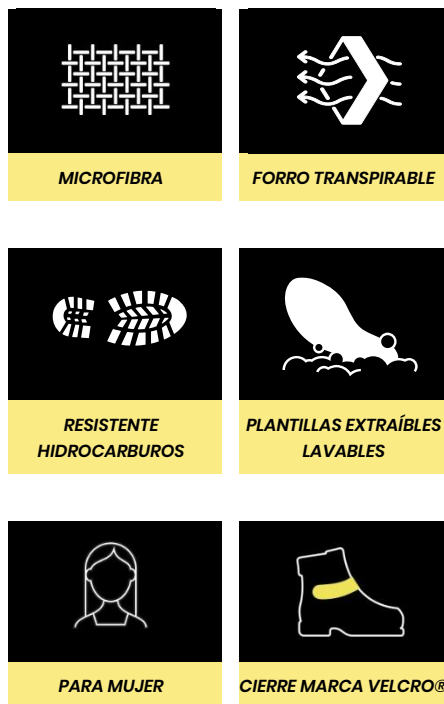 MICROFIBRA
FORRO TRANSPIRABLE
RESISTENTE
HIDROCARBUROS
PLANTILLAS EXTRAÍBLES
LAVABLES
PARA MUJER
CIERRE MARCA VELCRO®